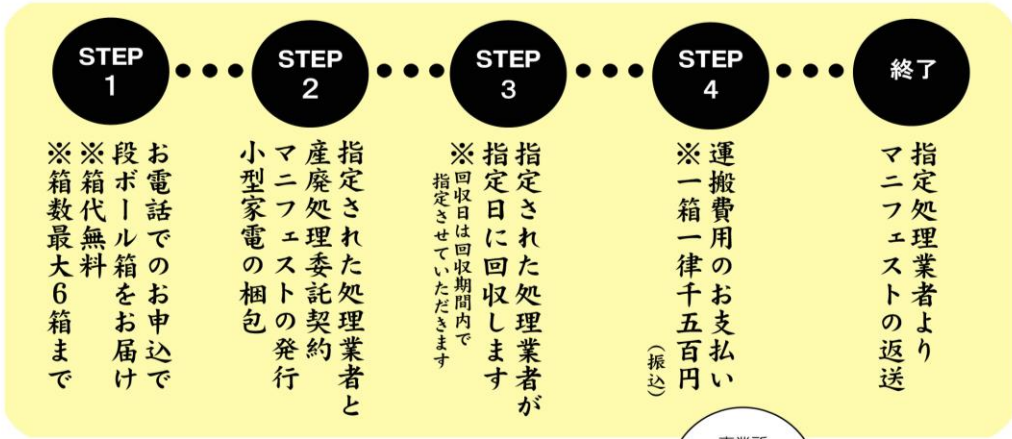 STEP
1
お電話でのお申込で
段ボール箱をお届け
※箱代無料
※箱数最大6箱まで
STEP
2
指定された処理業者と
産廃処理委託契約
マニフェストの発行
小型家電の梱包
STEP
3
指定された処理業者が
指定日に回収します
※回収日は回収期間内で
指定させていただきます
STEP
4
運搬費用のお支払い
※一箱一律千五百円
(振込)
終了
指定処理業者より
マニフェストの返送